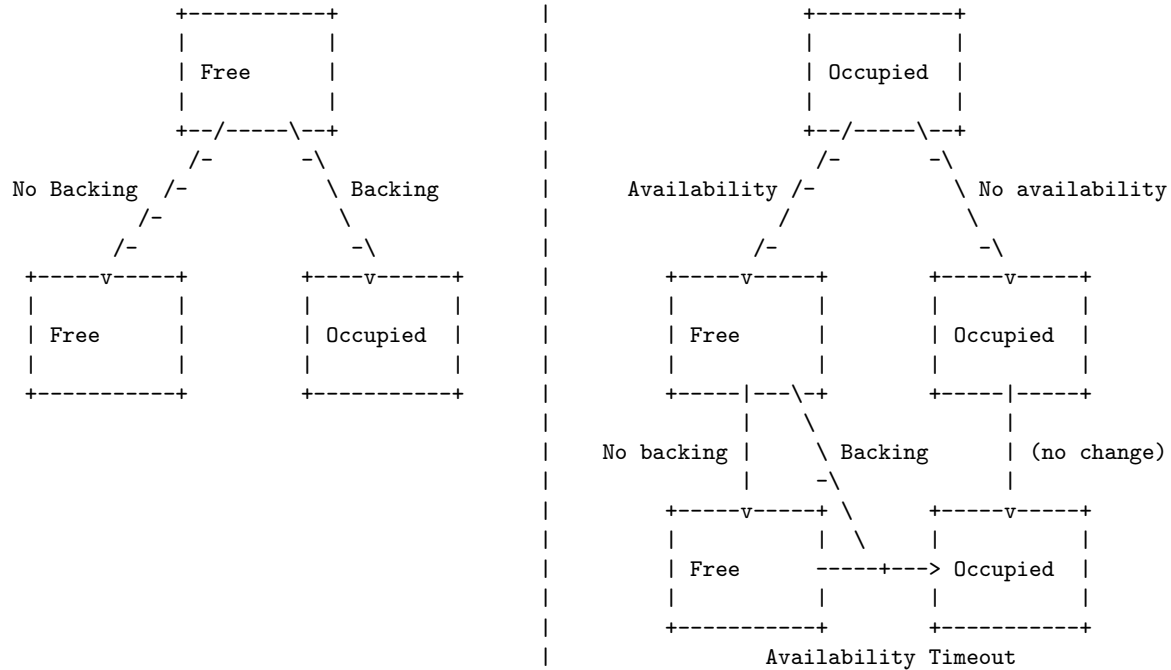 Free
Occupied
No Backing
Backing
Availability
No availability
Free
Occupied
Free
Occupied
No backing
Backing
(no change)
Free
Occupied
Availability Timeout